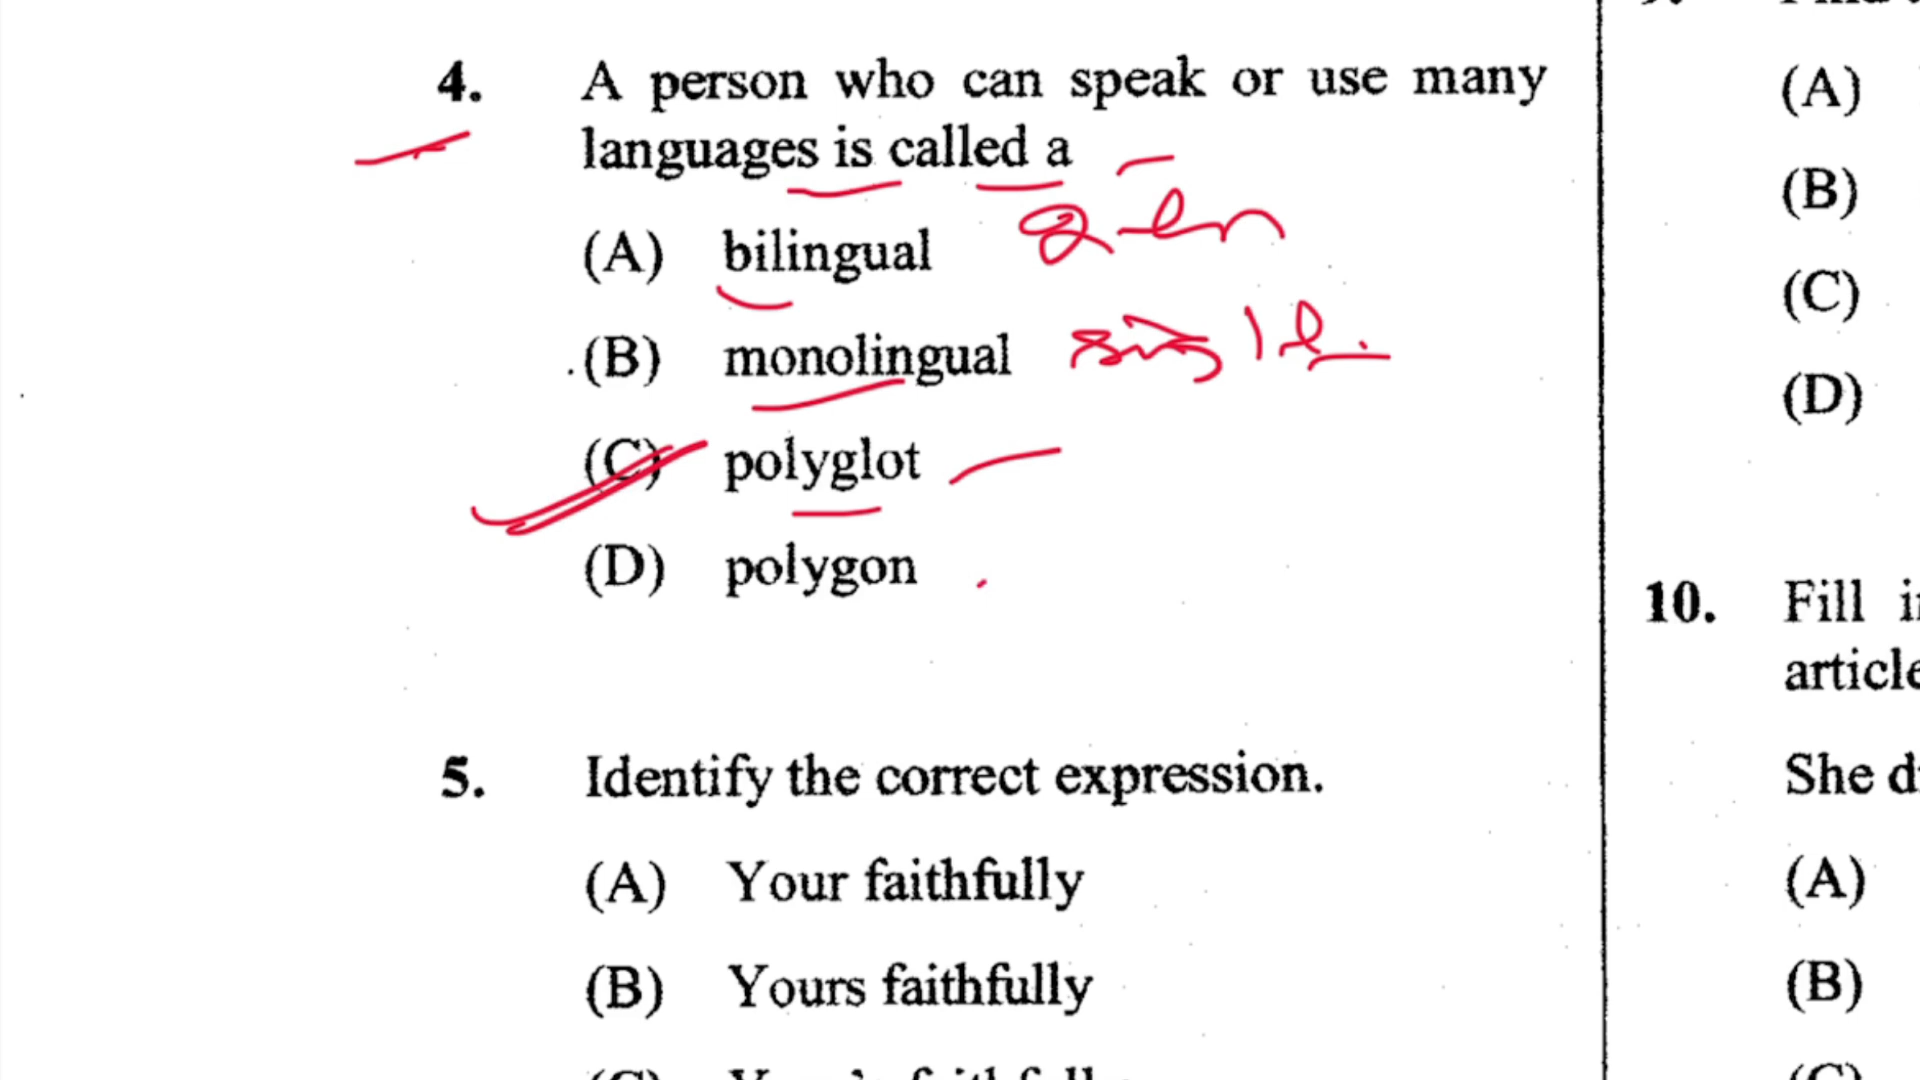 4. A person who can speak or use many
languages is called a
(A) bilingual
(B) monolingual single
(C) polyglot
(D) polygon
5. Identify the correct expression.
(A) Your faithfully
(B) Yours faithfully
(A)
(B)
(C)
(D)
10. Fill
article
She
(A)
(B)